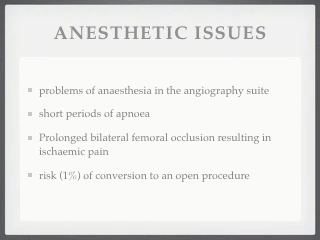 ANESTHETIC ISSUES
problems of anaesthesia in the angiography suite
short periods of apnoea
Prolonged bilateral femoral occlusion resulting in
ischaemic pain
risk (1%) of conversion to an open procedure